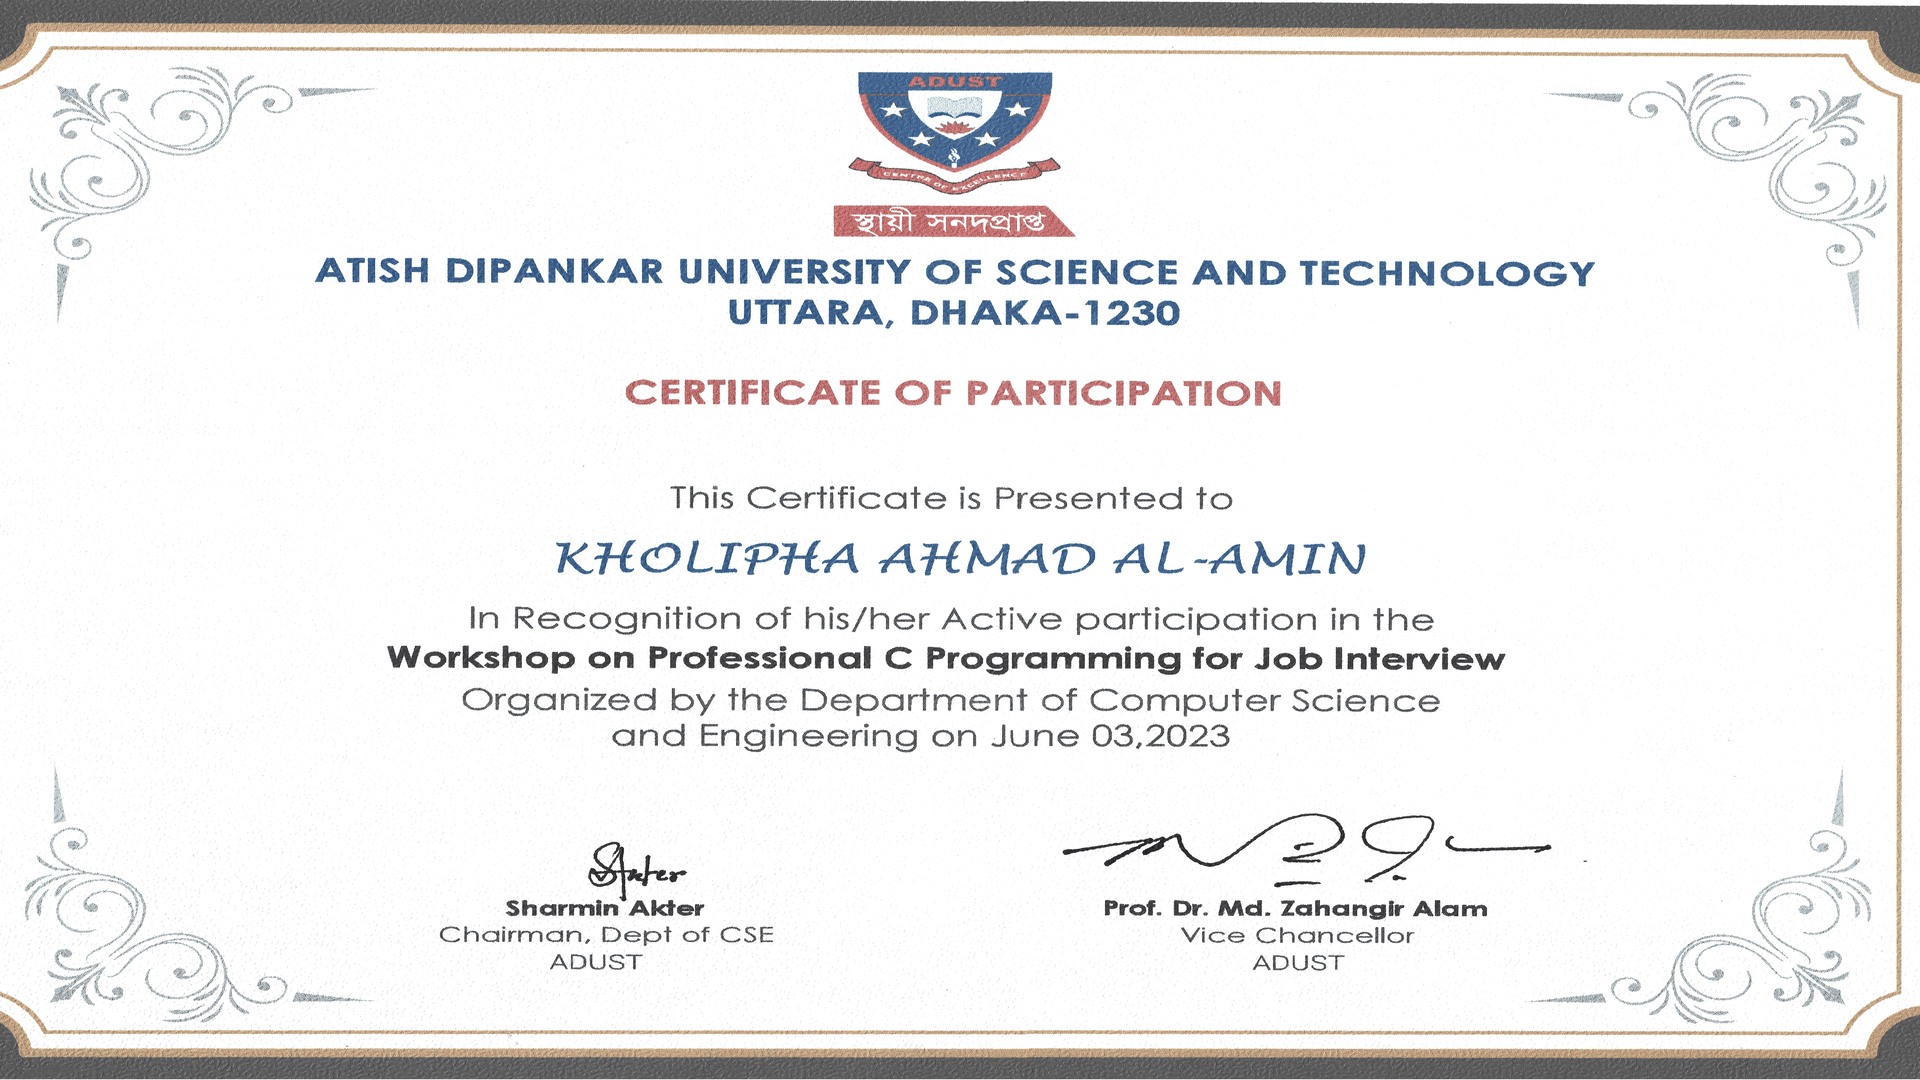 ADUST
CENTRE OF EXCELLENCE
স্থায়ী সনদপ্রাপ্ত
ATISH DIPANKAR UNIVERSITY OF SCIENCE AND TECHNOLOGY
UTTARA, DHAKA-1230
CERTIFICATE OF PARTICIPATION
This Certificate is Presented to
KHOLIPHA AHMAD AL-AMIN
In Recognition of his/her Active participation in the
Workshop on Professional C Programming for Job Interview
Organized by the Department of Computer Science
and Engineering on June 03,2023
SAkter
Sharmin Akter
Chairman, Dept of CSE
ADUST
Prof. Dr. Md. Zahangir Alam
Vice Chancellor
ADUST